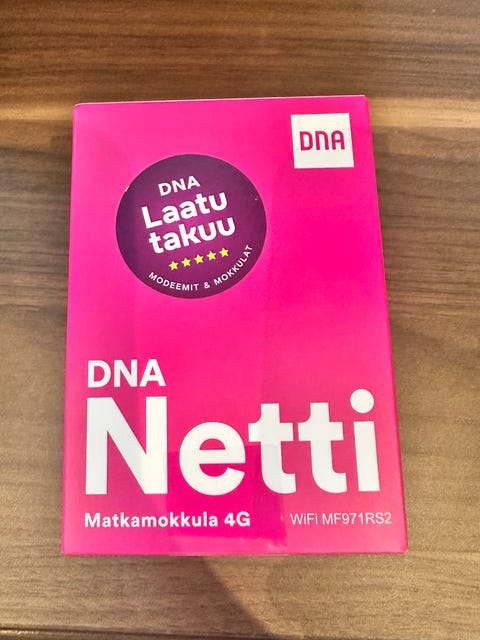 DNA
DNA
Laatu
takuu
MODEEMIT & MOKKULAT
DNA
Netti
Matkamokkula 4G
WiFi MF971RS2